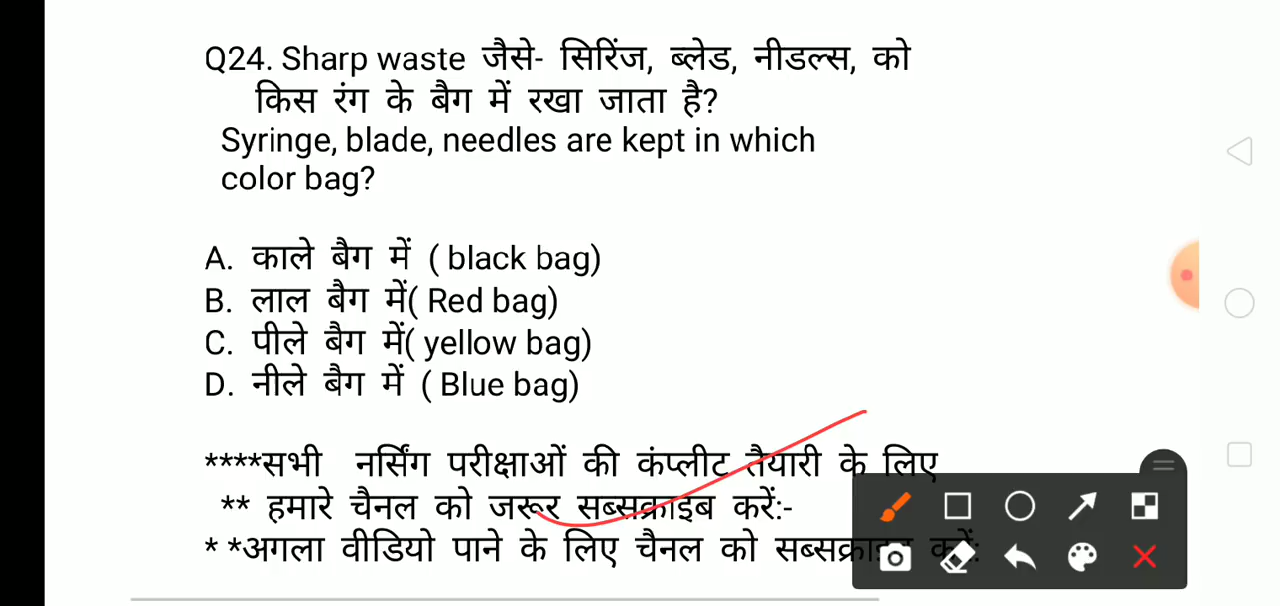 Q24. Sharp waste जैसे- सिरिंज, ब्लेड, नीडल्स, को
किस रंग के बैग में रखा जाता है?
Syringe, blade, needles are kept in which
color bag?
A. काले बैग में ( black bag)
B. लाल बैग में( Red bag)
C. पीले बैग में( yellow bag)
D. नीले बैग में ( Blue bag)
****सभी नर्सिंग परीक्षाओं की कंप्लीट तैयारी के लिए
** हमारे चैनल को जरूर सब्सक्राइब करें:-
* *अगला वीडियो पाने के लिए चैनल को